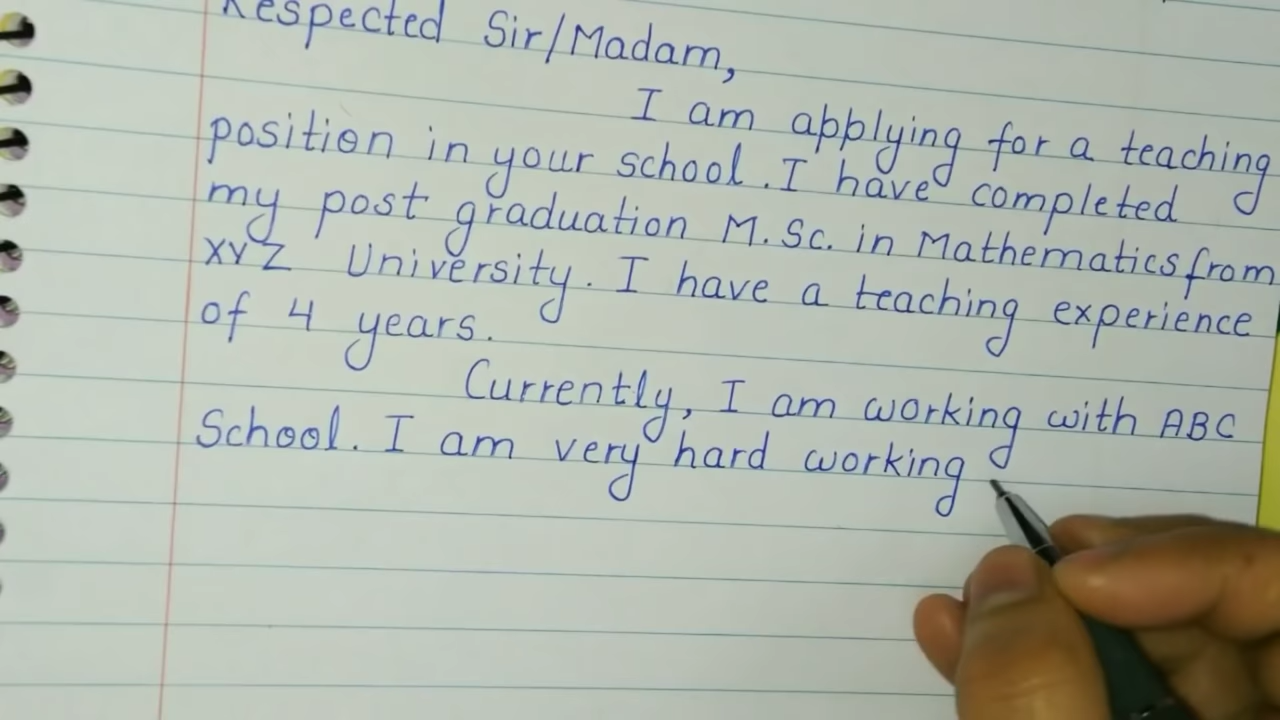 Respected Sir/Madam,
I am applying for a teaching
position in your school. I have completed
my post graduation M.Sc. in Mathematics from
XYZ University. I have a teaching experience
of 4 years.
Currently, I am working with ABC
School. I am very hard working